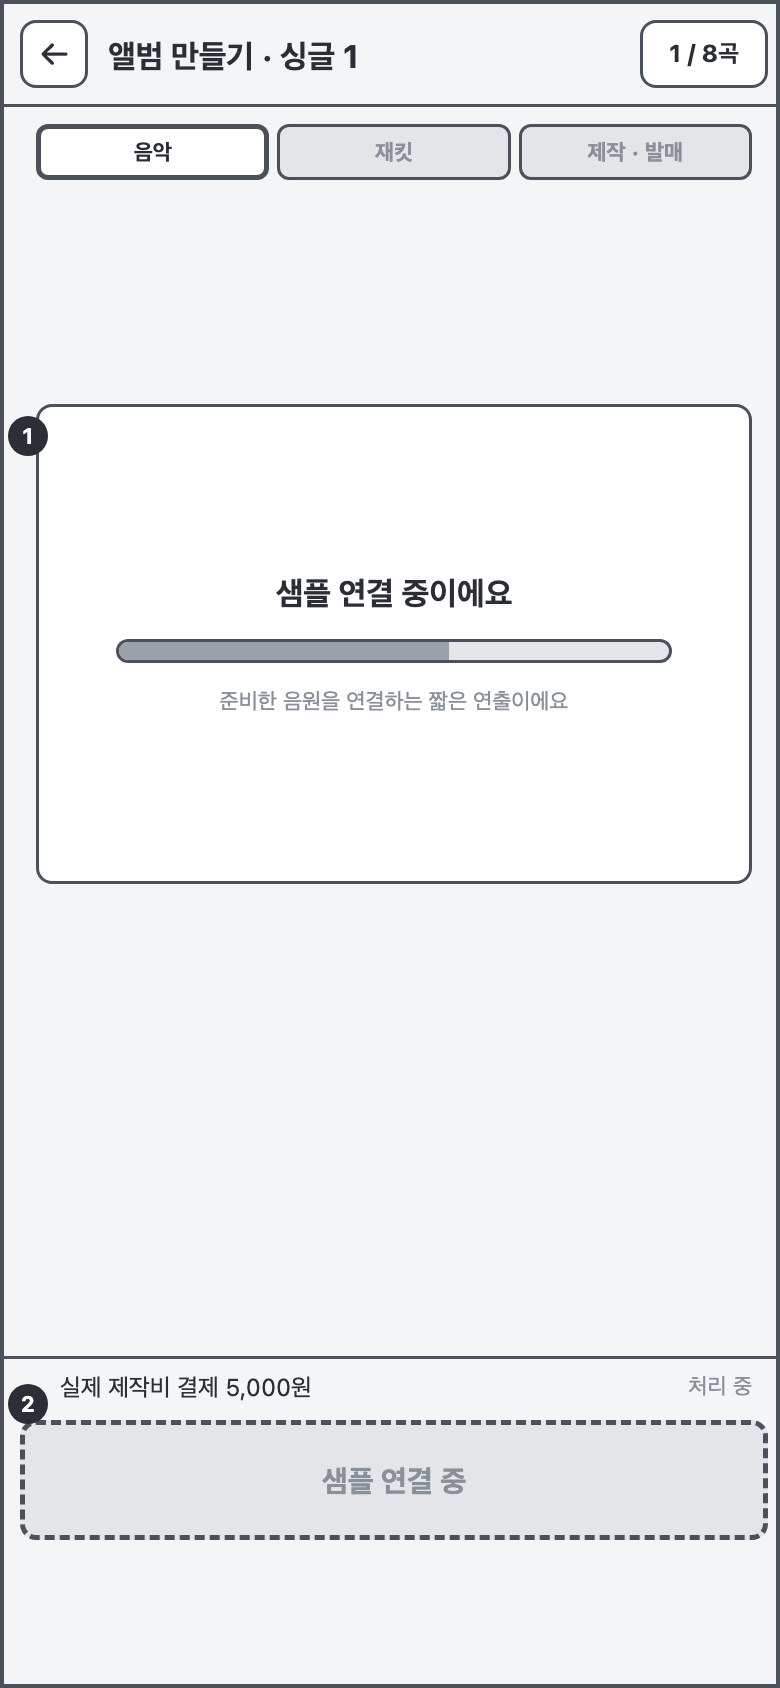 앨범 만들기 · 싱글 1
1 / 8곡
음악
재킷
제작 · 발매
1
샘플 연결 중이에요
준비한 음원을 연결하는 짧은 연출이에요
실제 제작비 결제 5,000원
처리 중
2
샘플 연결 중